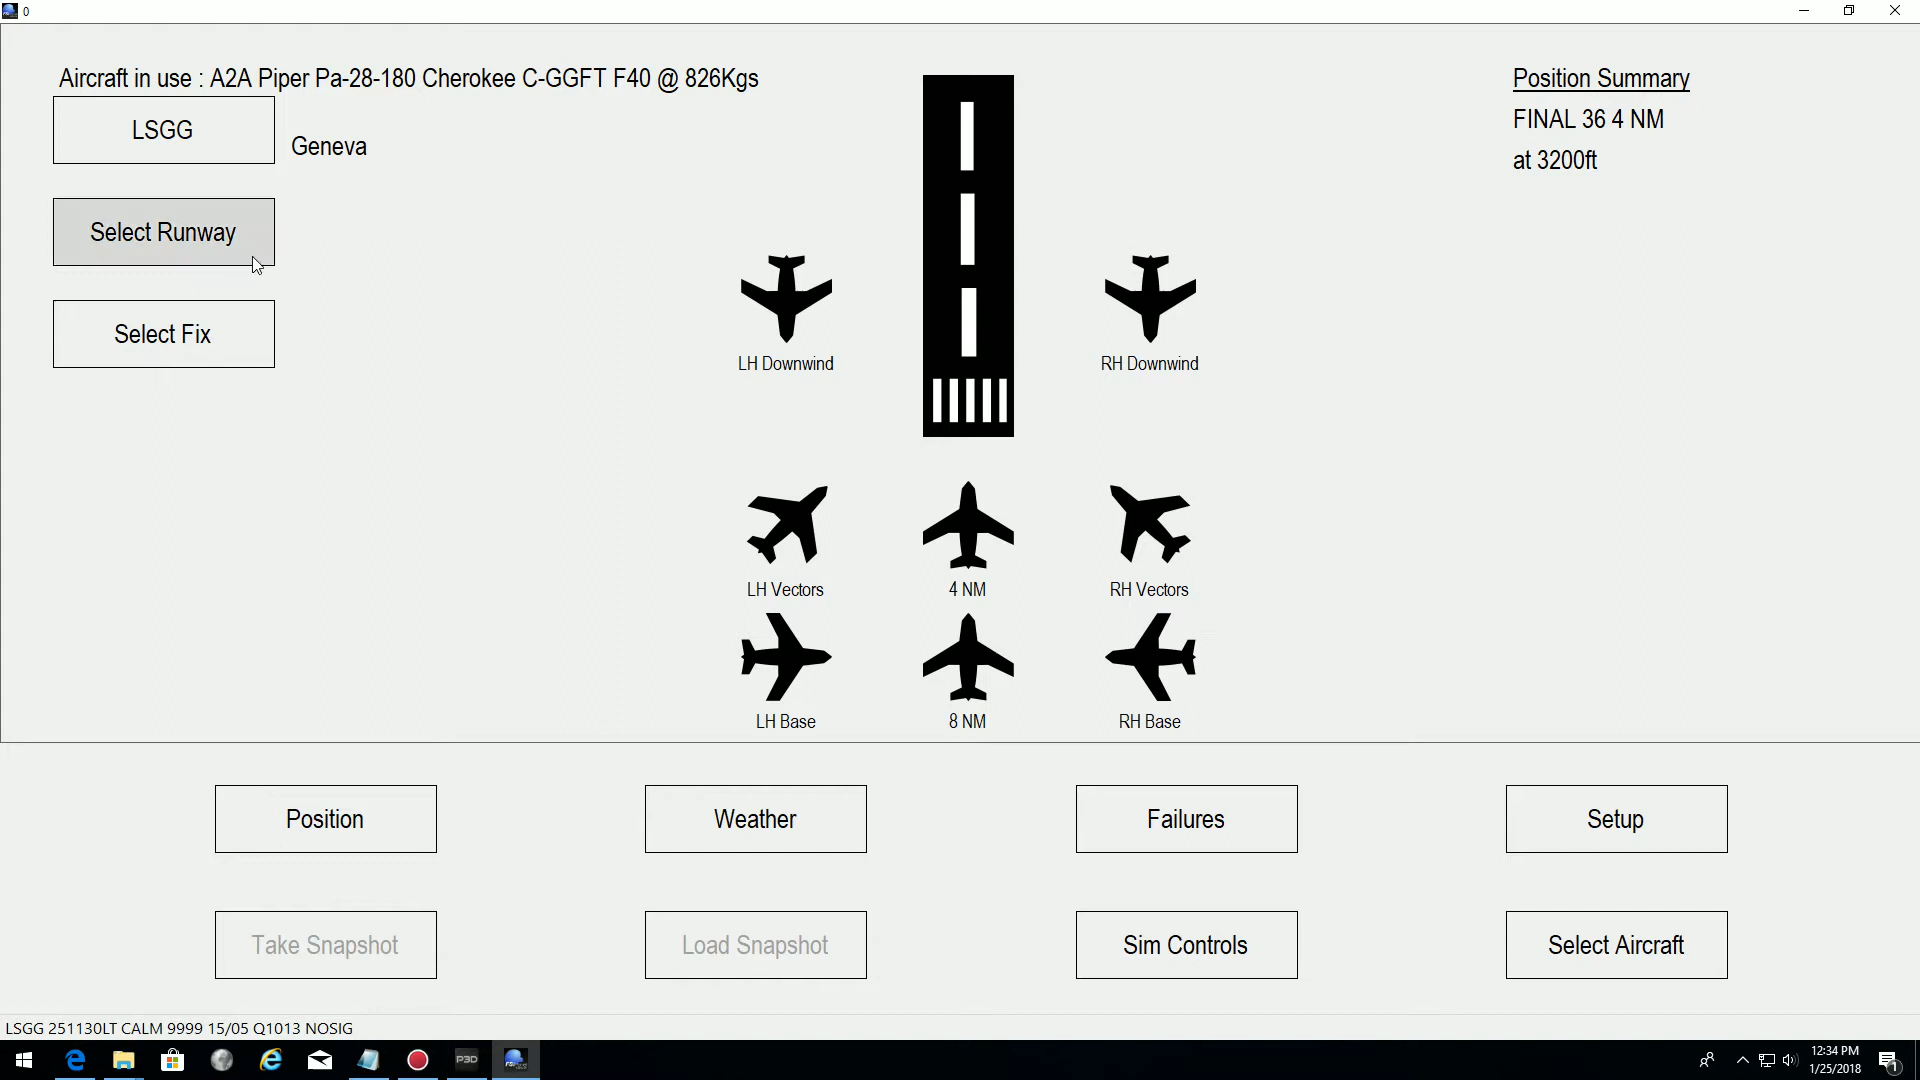 0
Aircraft in use : A2A Piper Pa-28-180 Cherokee C-GGFT F40 @ 826Kgs
Position Summary
LSGG
FINAL 36 4 NM
Geneva
at 3200ft
Select Runway
Select Fix
LH Downwind
RH Downwind
LH Vectors
4 NM
RH Vectors
LH Base
8 NM
RH Base
Position
Weather
Failures
Setup
Take Snapshot
Load Snapshot
Sim Controls
Select Aircraft
LSGG 251130LT CALM 9999 15/05 Q1013 NOSIG
P3D
12:34 PM
1/25/2018
1